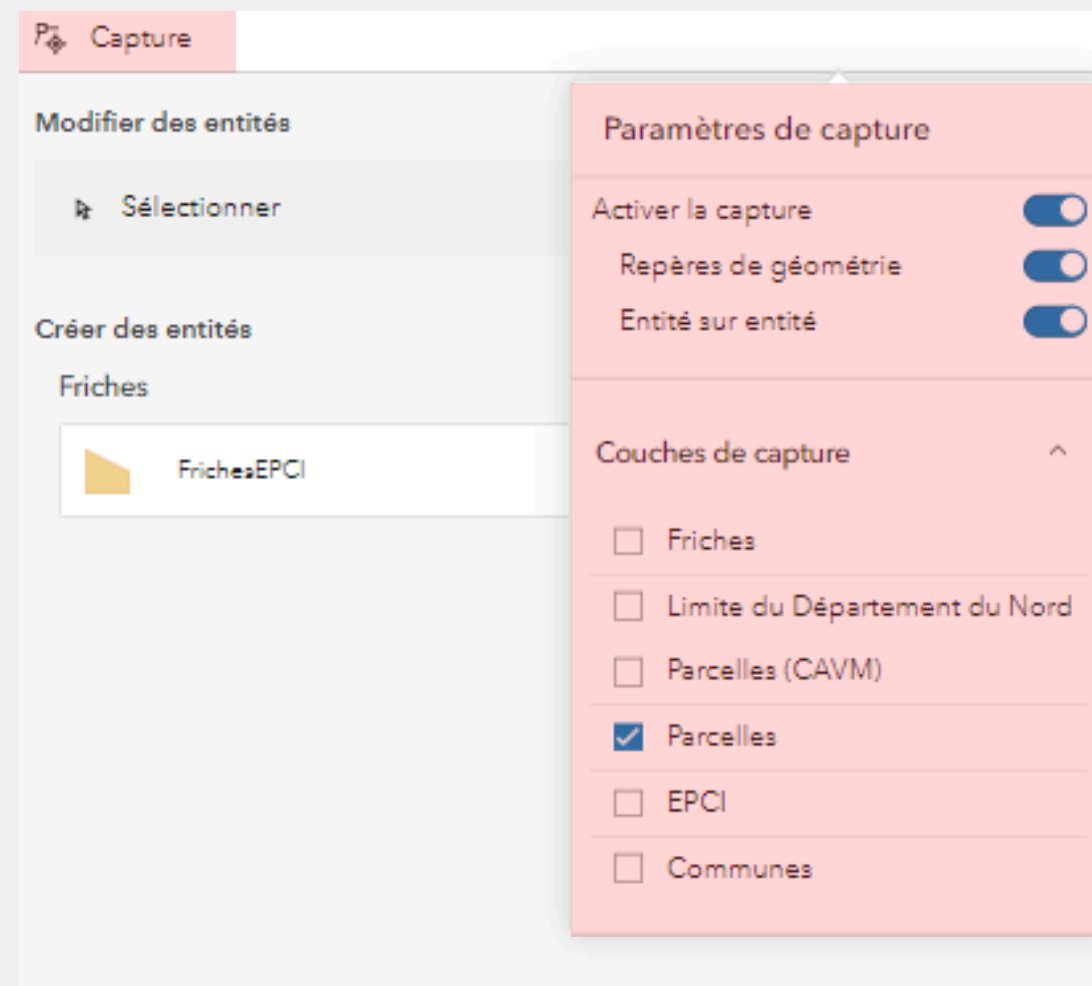 Capture
Modifier des entités
Sélectionner
Créer des entités
Friches
FrichesEPCI
Paramètres de capture
Activer la capture
Repères de géométrie
Entité sur entité
Couches de capture
Friches
Limite du Département du Nord
Parcelles (CAVM)
Parcelles
EPCI
Communes